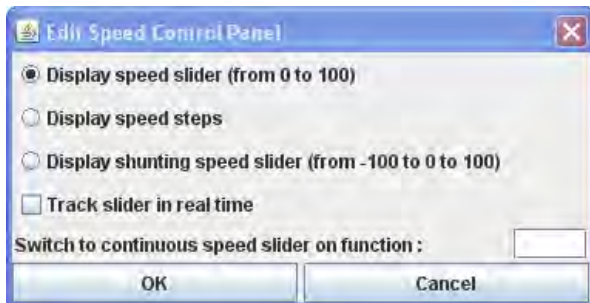 Edit Speed Control Panel
Display speed slider (from 0 to 100)
Display speed steps
Display shunting speed slider (from -100 to 0 to 100)
Track slider in real time
Switch to continuous speed slider on function :
OK Cancel